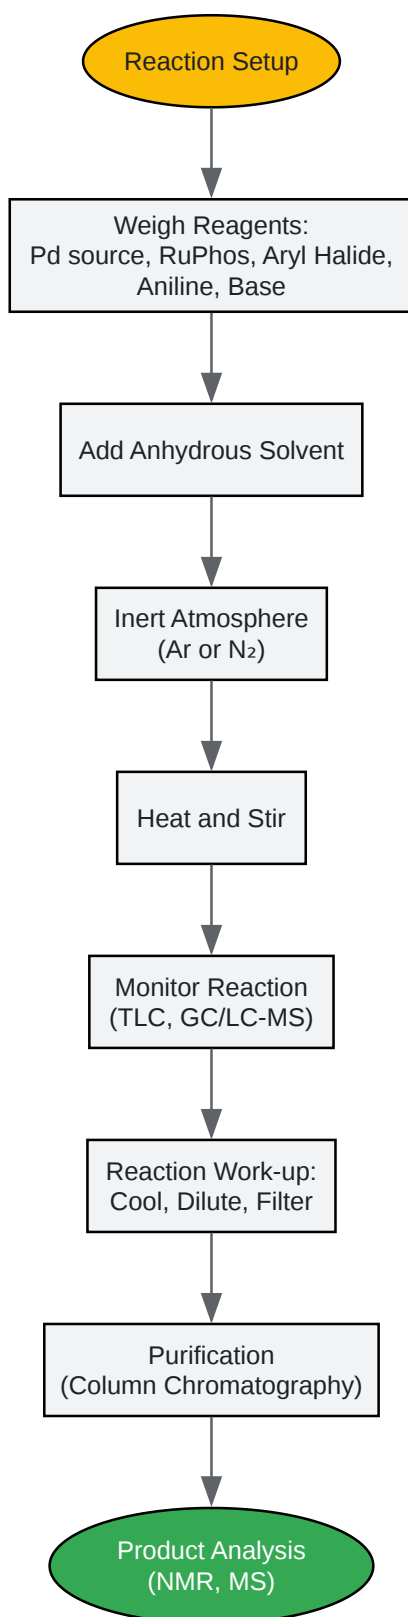 Reaction Setup
Weigh Reagents:
Pd source, RuPhos, Aryl Halide,
Aniline, Base
Add Anhydrous Solvent
Inert Atmosphere
(Ar or N₂)
Heat and Stir
Monitor Reaction
(TLC, GC/LC-MS)
Reaction Work-up:
Cool, Dilute, Filter
Purification
(Column Chromatography)
Product Analysis
(NMR, MS)